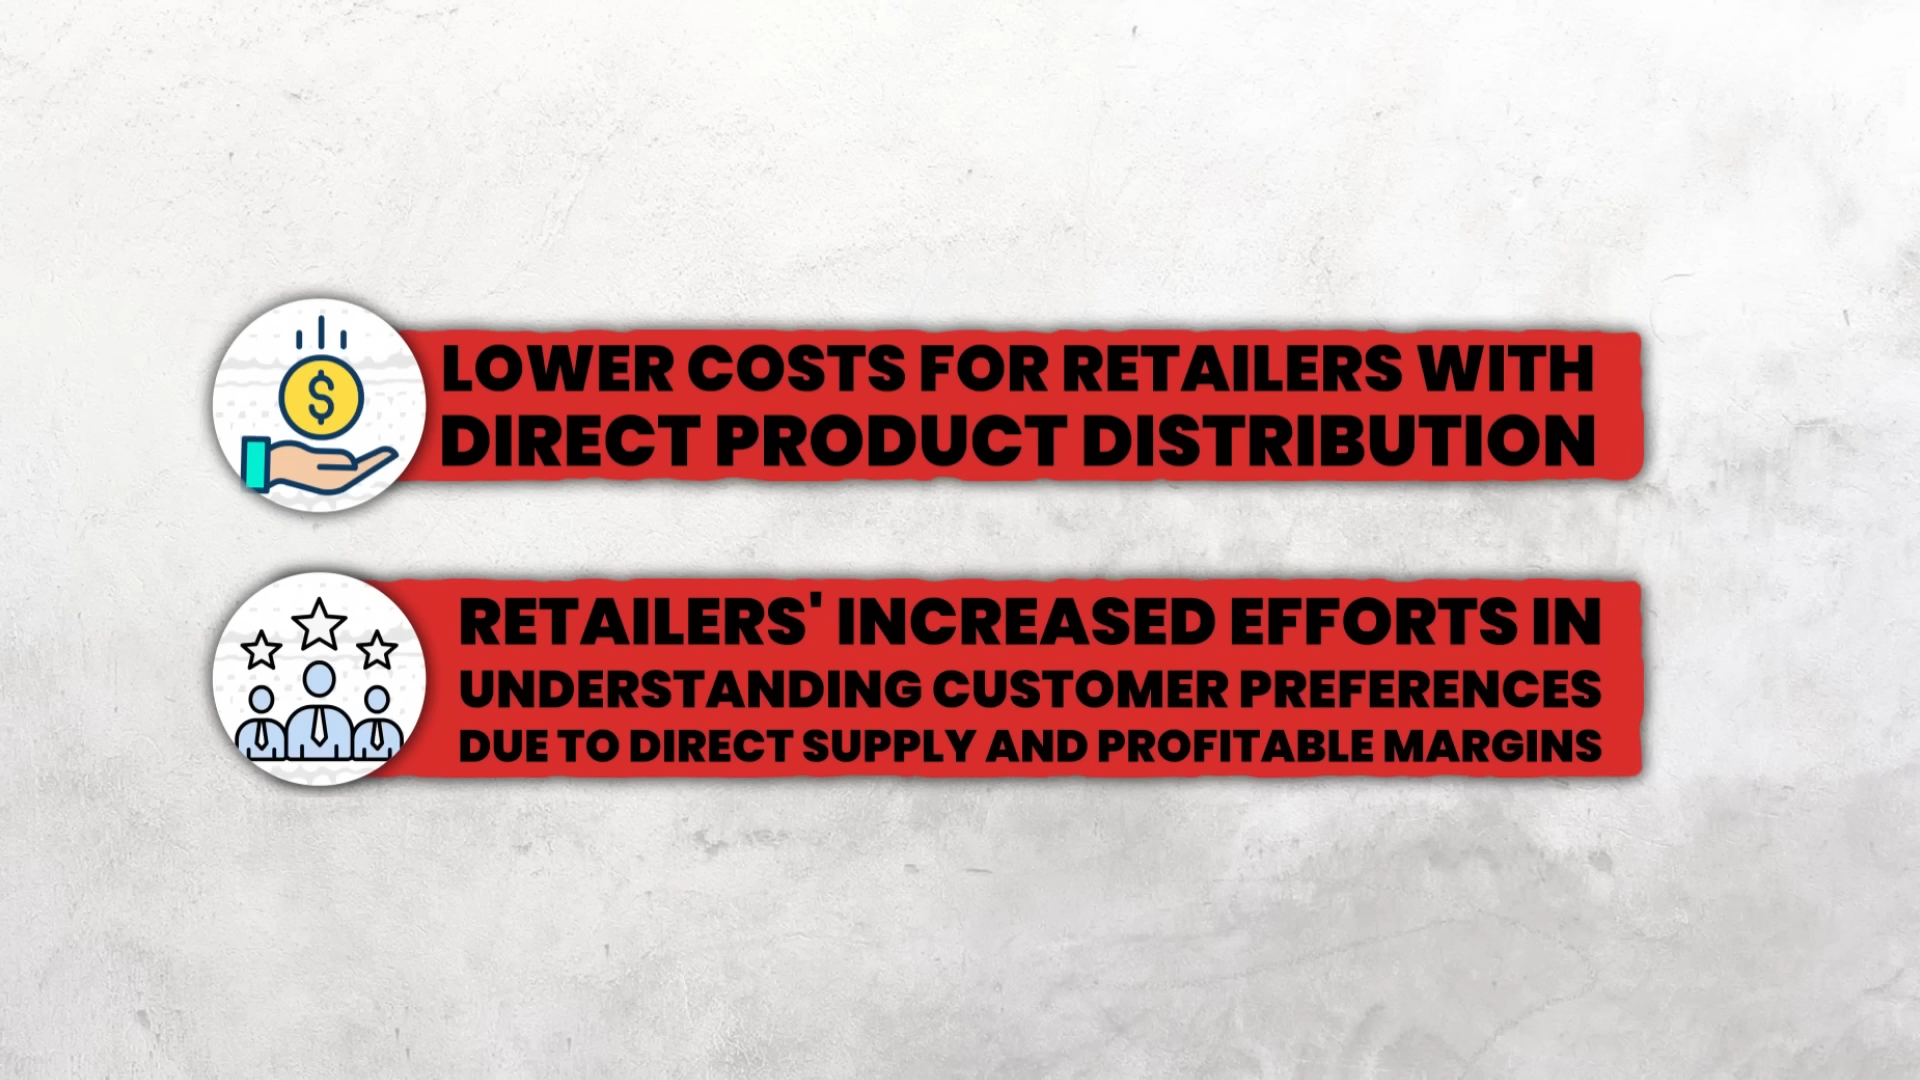 LOWER COSTS FOR RETAILERS WITH
DIRECT PRODUCT DISTRIBUTION
RETAILERS' INCREASED EFFORTS IN
UNDERSTANDING CUSTOMER PREFERENCES
DUE TO DIRECT SUPPLY AND PROFITABLE MARGINS